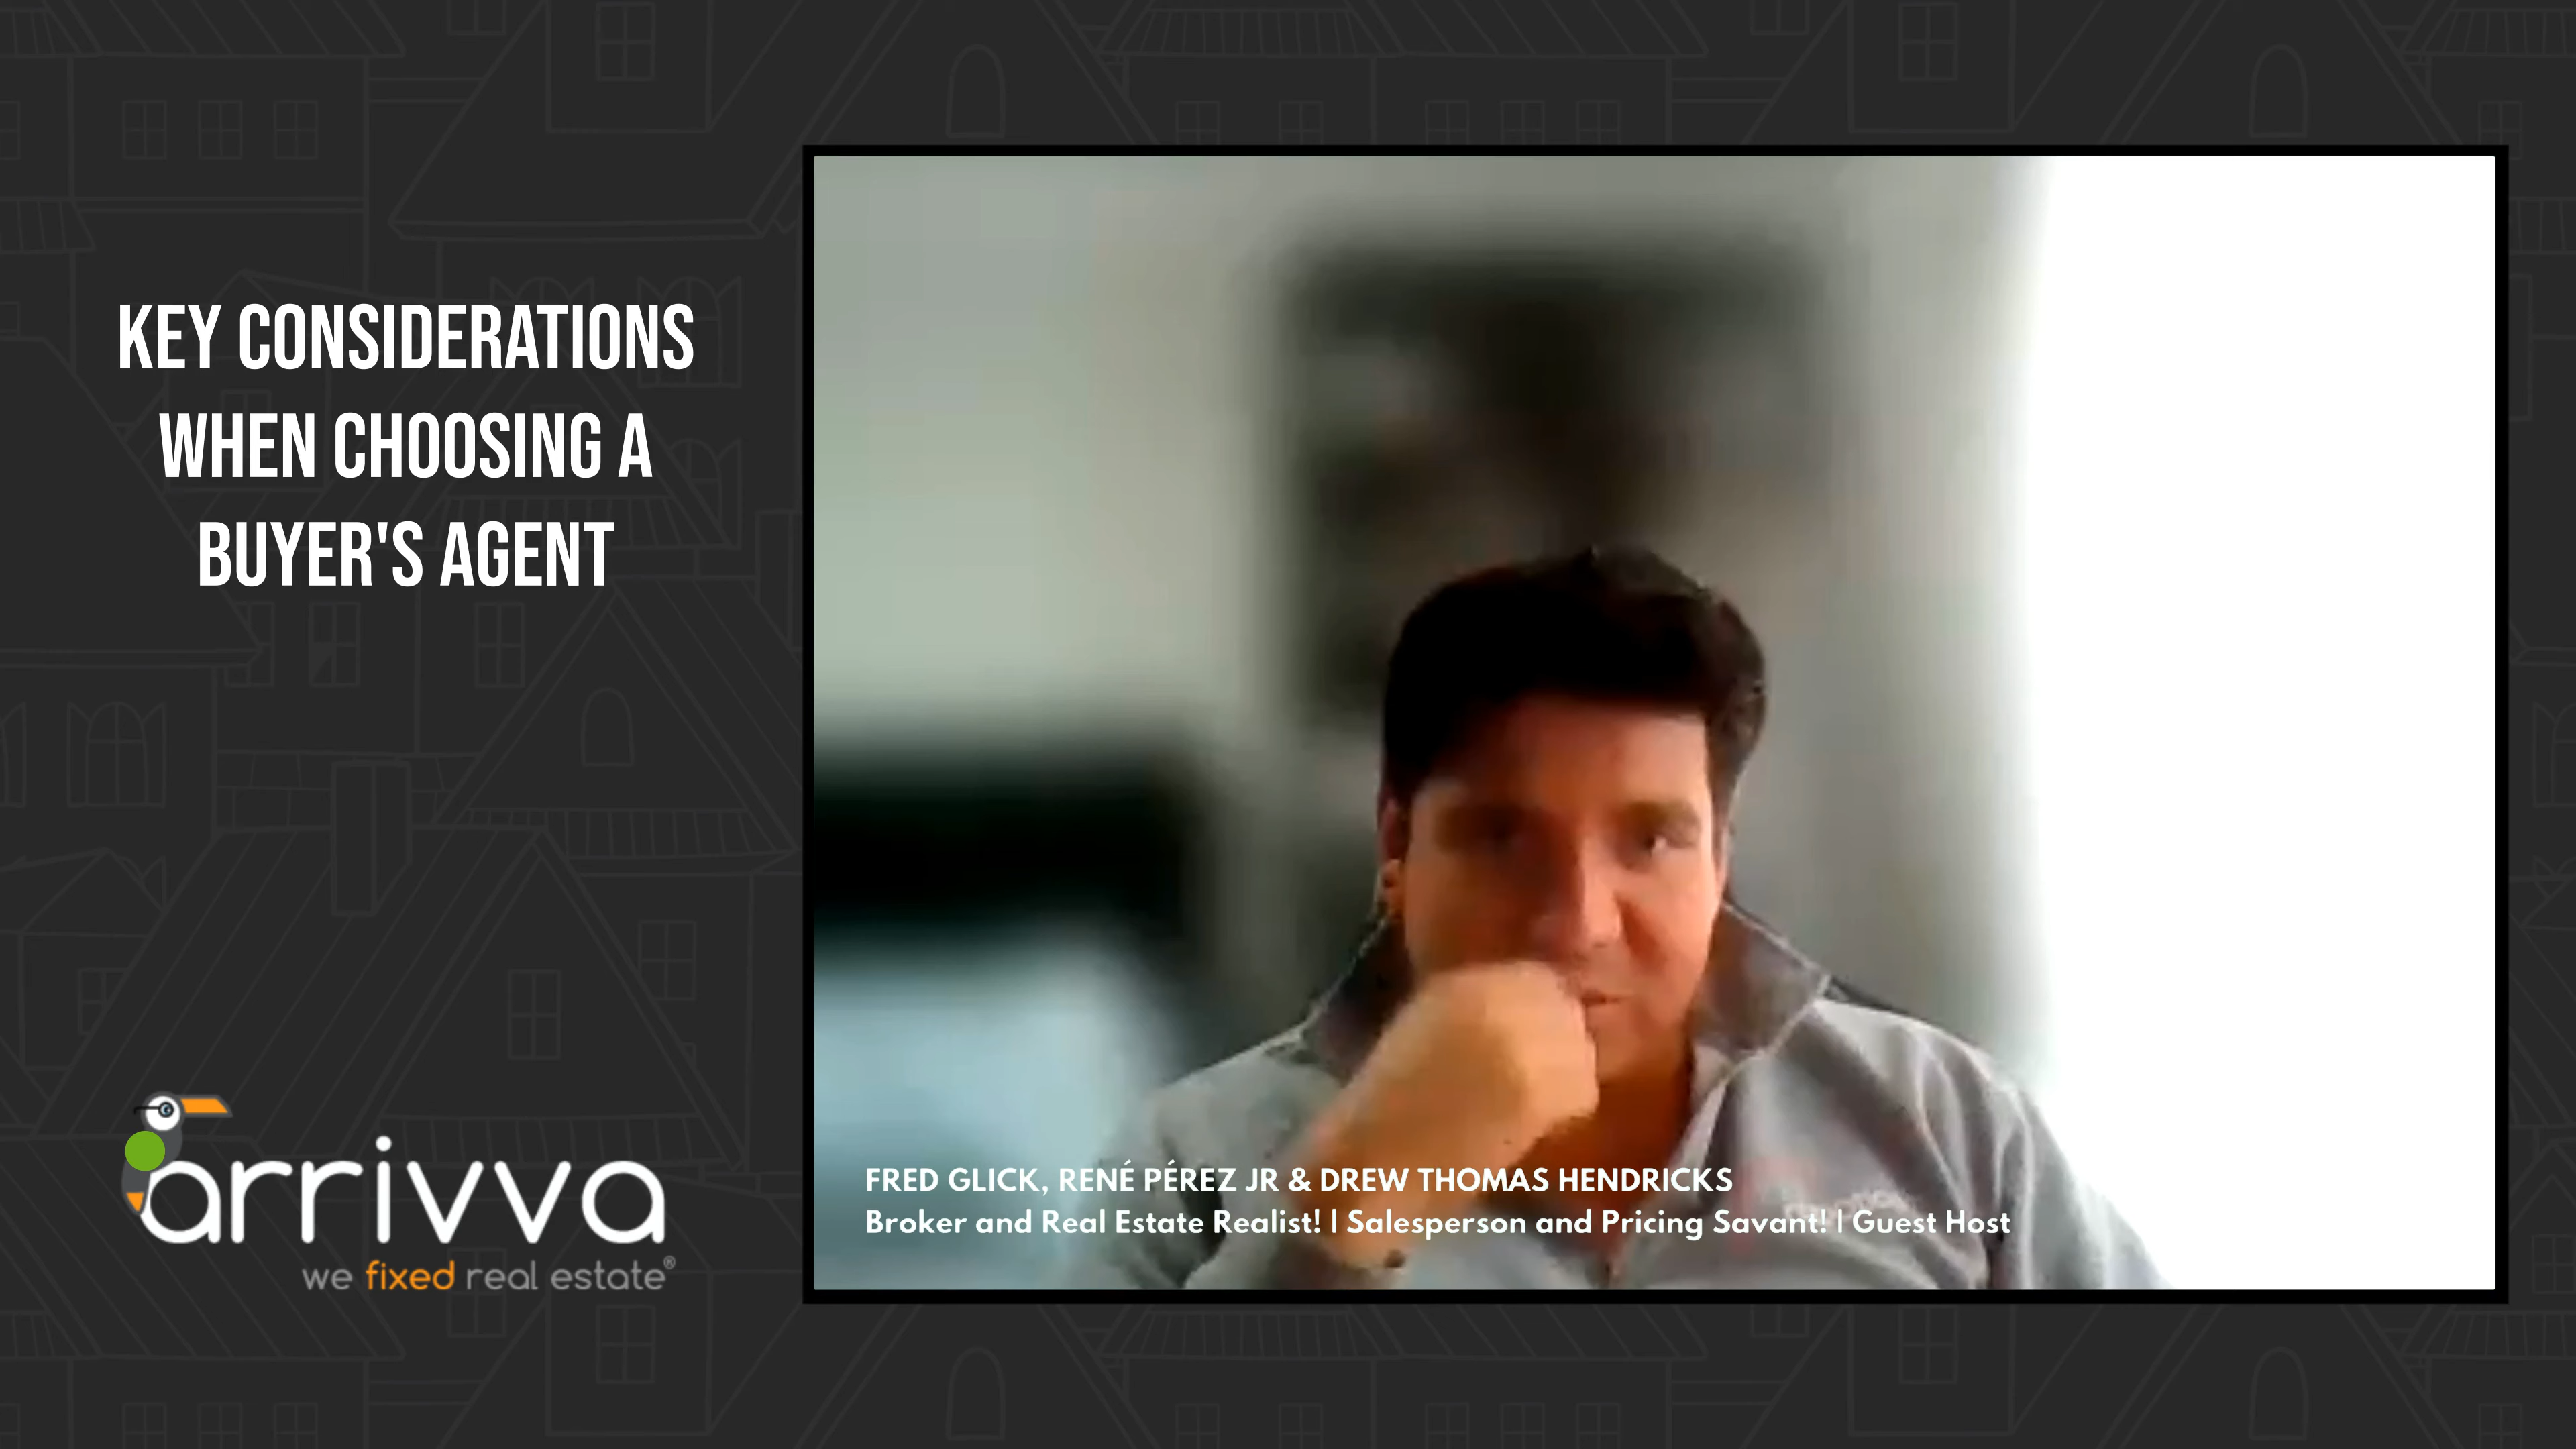 KEY CONSIDERATIONS
WHEN CHOOSING A
BUYER'S AGENT
arrivva
we fixed real estate®
FRED GLICK, RENÉ PÉREZ JR & DREW THOMAS HENDRICKS
Broker and Real Estate Realist! | Salesperson and Pricing Savant! | Guest Host